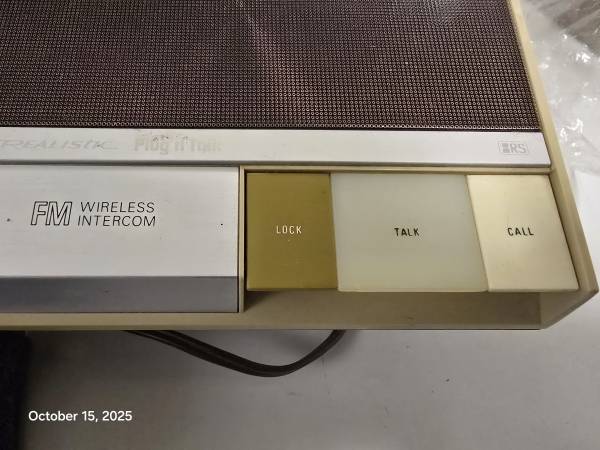 REALISTIC Plug'n'Talk RS
FM WIRELESS
INTERCOM
LOCK TALK CALL
October 15, 2025